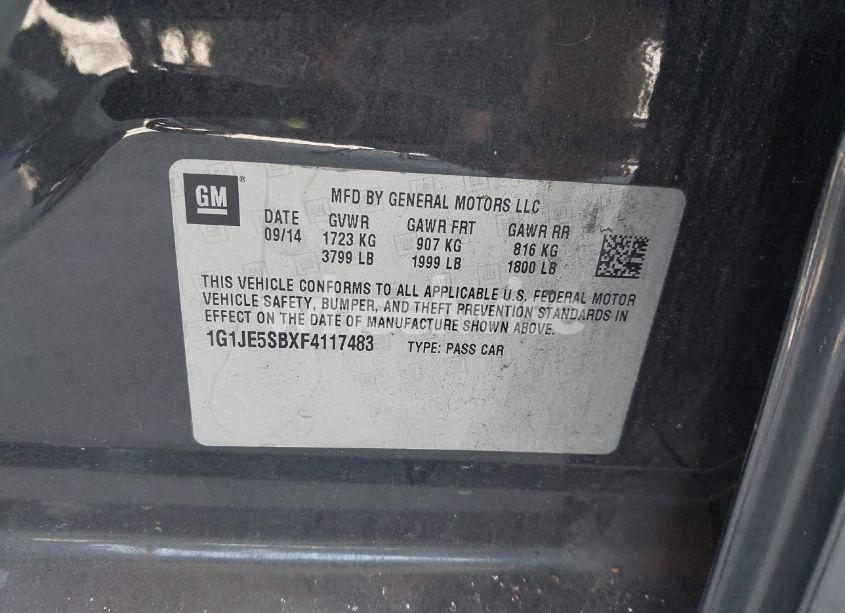 GM ®
MFD BY GENERAL MOTORS LLC
DATE GVWR GAWR FRT GAWR RR
09/14 1723 KG 907 KG 816 KG
3799 LB 1999 LB 1800 LB
THIS VEHICLE CONFORMS TO ALL APPLICABLE U.S. FEDERAL MOTOR
VEHICLE SAFETY, BUMPER, AND THEFT PREVENTION STANDARDS IN
EFFECT ON THE DATE OF MANUFACTURE SHOWN ABOVE.
1G1JE5SBXF4117483 TYPE: PASS CAR